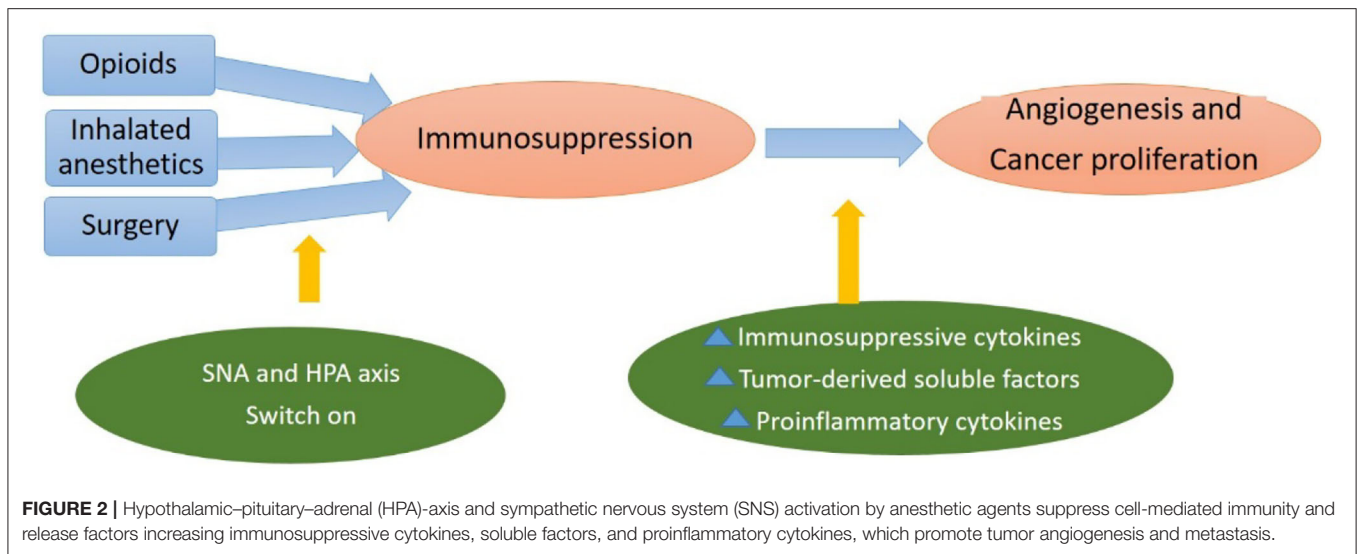 Opioids
Inhalated
anesthetics
Surgery
Immunosuppression
Angiogenesis and
Cancer proliferation
SNA and HPA axis
Switch on
Immunosuppressive cytokines
Tumor-derived soluble factors
Proinflammatory cytokines
FIGURE 2 | Hypothalamic–pituitary–adrenal (HPA)-axis and sympathetic nervous system (SNS) activation by anesthetic agents suppress cell-mediated immunity and
release factors increasing immunosuppressive cytokines, soluble factors, and proinflammatory cytokines, which promote tumor angiogenesis and metastasis.